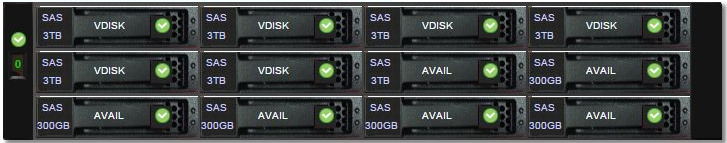 SAS VDISK SAS VDISK SAS VDISK SAS VDISK
3TB 3TB 3TB 3TB
0
SAS VDISK SAS VDISK SAS AVAIL SAS AVAIL
3TB 3TB 3TB 300GB
SAS AVAIL SAS AVAIL SAS AVAIL SAS AVAIL
300GB 300GB 300GB 300GB